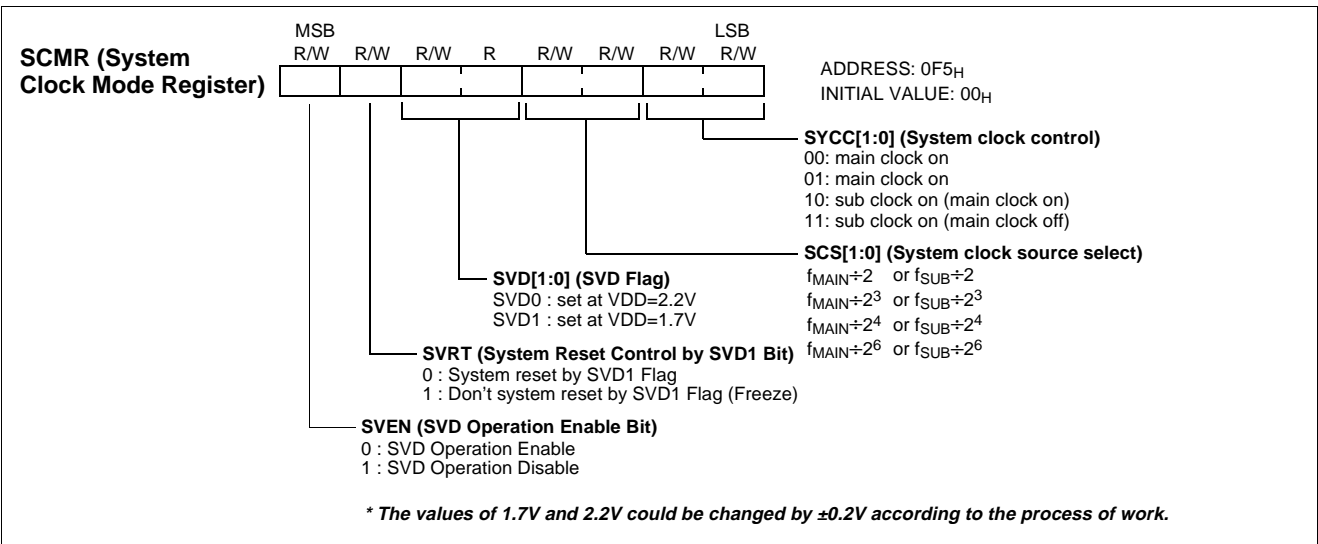 SCMR (System
Clock Mode Register)
MSB LSB
R/W R/W R/W R R/W R/W R/W R/W
ADDRESS: 0F5H
INITIAL VALUE: 00H
SYCC[1:0] (System clock control)
00: main clock on
01: main clock on
10: sub clock on (main clock on)
11: sub clock on (main clock off)
SCS[1:0] (System clock source select)
fMAIN÷2 or fSUB÷2
fMAIN÷2³ or fSUB÷2³
fMAIN÷2⁴ or fSUB÷2⁴
fMAIN÷2⁶ or fSUB÷2⁶
SVD[1:0] (SVD Flag)
SVD0 : set at VDD=2.2V
SVD1 : set at VDD=1.7V
SVRT (System Reset Control by SVD1 Bit)
0 : System reset by SVD1 Flag
1 : Don't system reset by SVD1 Flag (Freeze)
SVEN (SVD Operation Enable Bit)
0 : SVD Operation Enable
1 : SVD Operation Disable
* The values of 1.7V and 2.2V could be changed by ±0.2V according to the process of work.